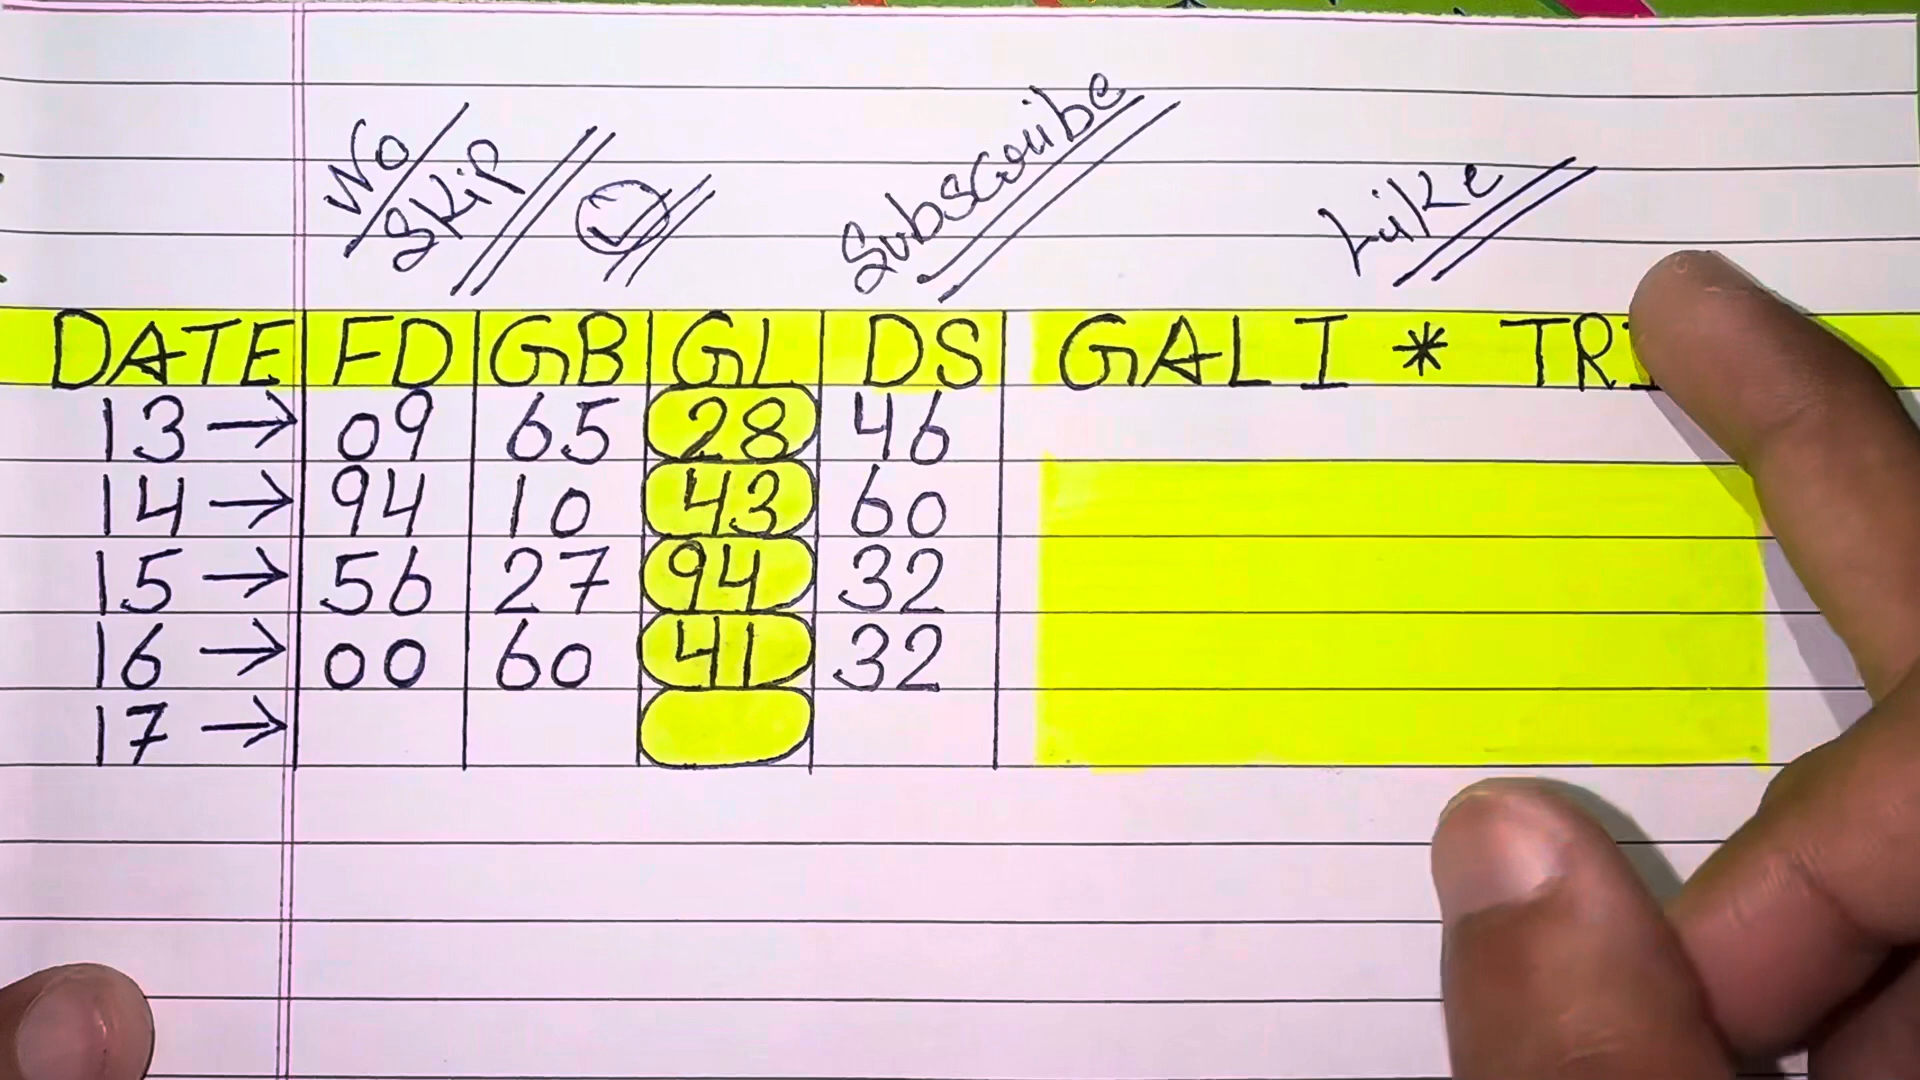 No
Skip
Subscribe
Like
DATE FD GB GL DS GALI * TRI
13 → 09 65 28 46
14 → 94 10 43 60
15 → 56 27 94 32
16 → 00 60 41 32
17 →